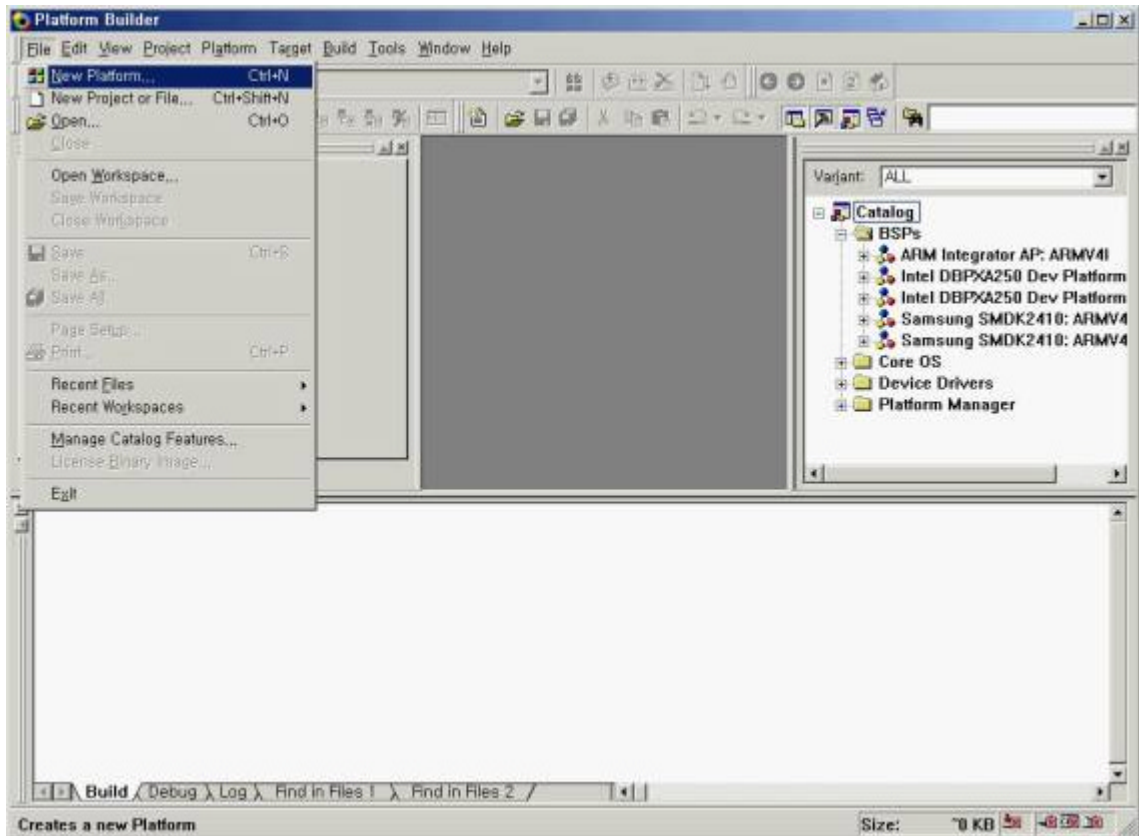 Platform Builder
File Edit View Project Platform Target Build Tools Window Help
New Platform... Ctrl+N
New Project or File... Ctrl+Shift+N
Open... Ctrl+O
Close
Open Workspace...
Save Workspace
Close Workspace
Save Ctrl+S
Save As...
Save All
Page Setup...
Print... Ctrl+P
Recent Files
Recent Workspaces
Manage Catalog Features...
License Binary Image...
Exit
Variant: ALL
Catalog
BSPs
ARM Integrator AP: ARMV4I
Intel DBPXA250 Dev Platform
Intel DBPXA250 Dev Platform
Samsung SMDK2410: ARMV4
Samsung SMDK2410: ARMV4
Core OS
Device Drivers
Platform Manager
Build Debug Log Find in Files 1 Find in Files 2
Creates a new Platform
Size: ~0 KB